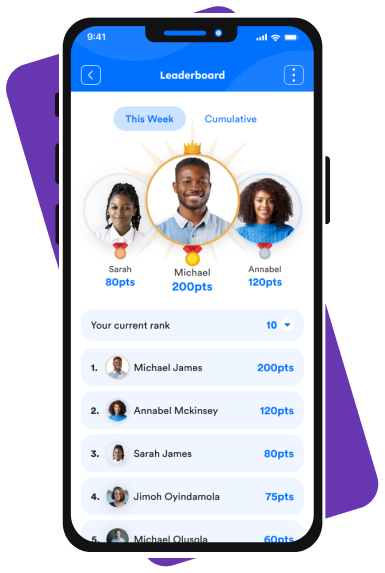 9:41
Leaderboard
This Week Cumulative
Sarah
80pts
Michael
200pts
Annabel
120pts
Your current rank 10
1. Michael James 200pts
2. Annabel Mckinsey 120pts
3. Sarah James 80pts
4. Jimoh Oyindamola 75pts
5. Michael Olusola 60pts